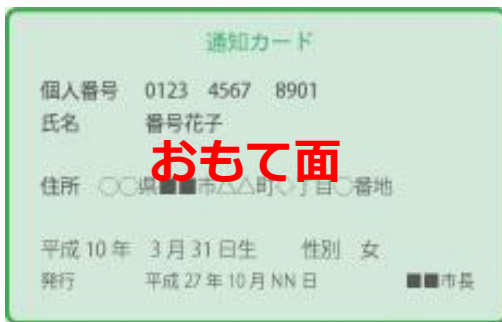 通知カード
個人番号 0123 4567 8901
氏名 番号花子
おもて面
住所 ○○県■■市△△町◇丁目○番地
平成10年 3月31日生 性別 女
発行 平成27年10月NN日 ■■市長